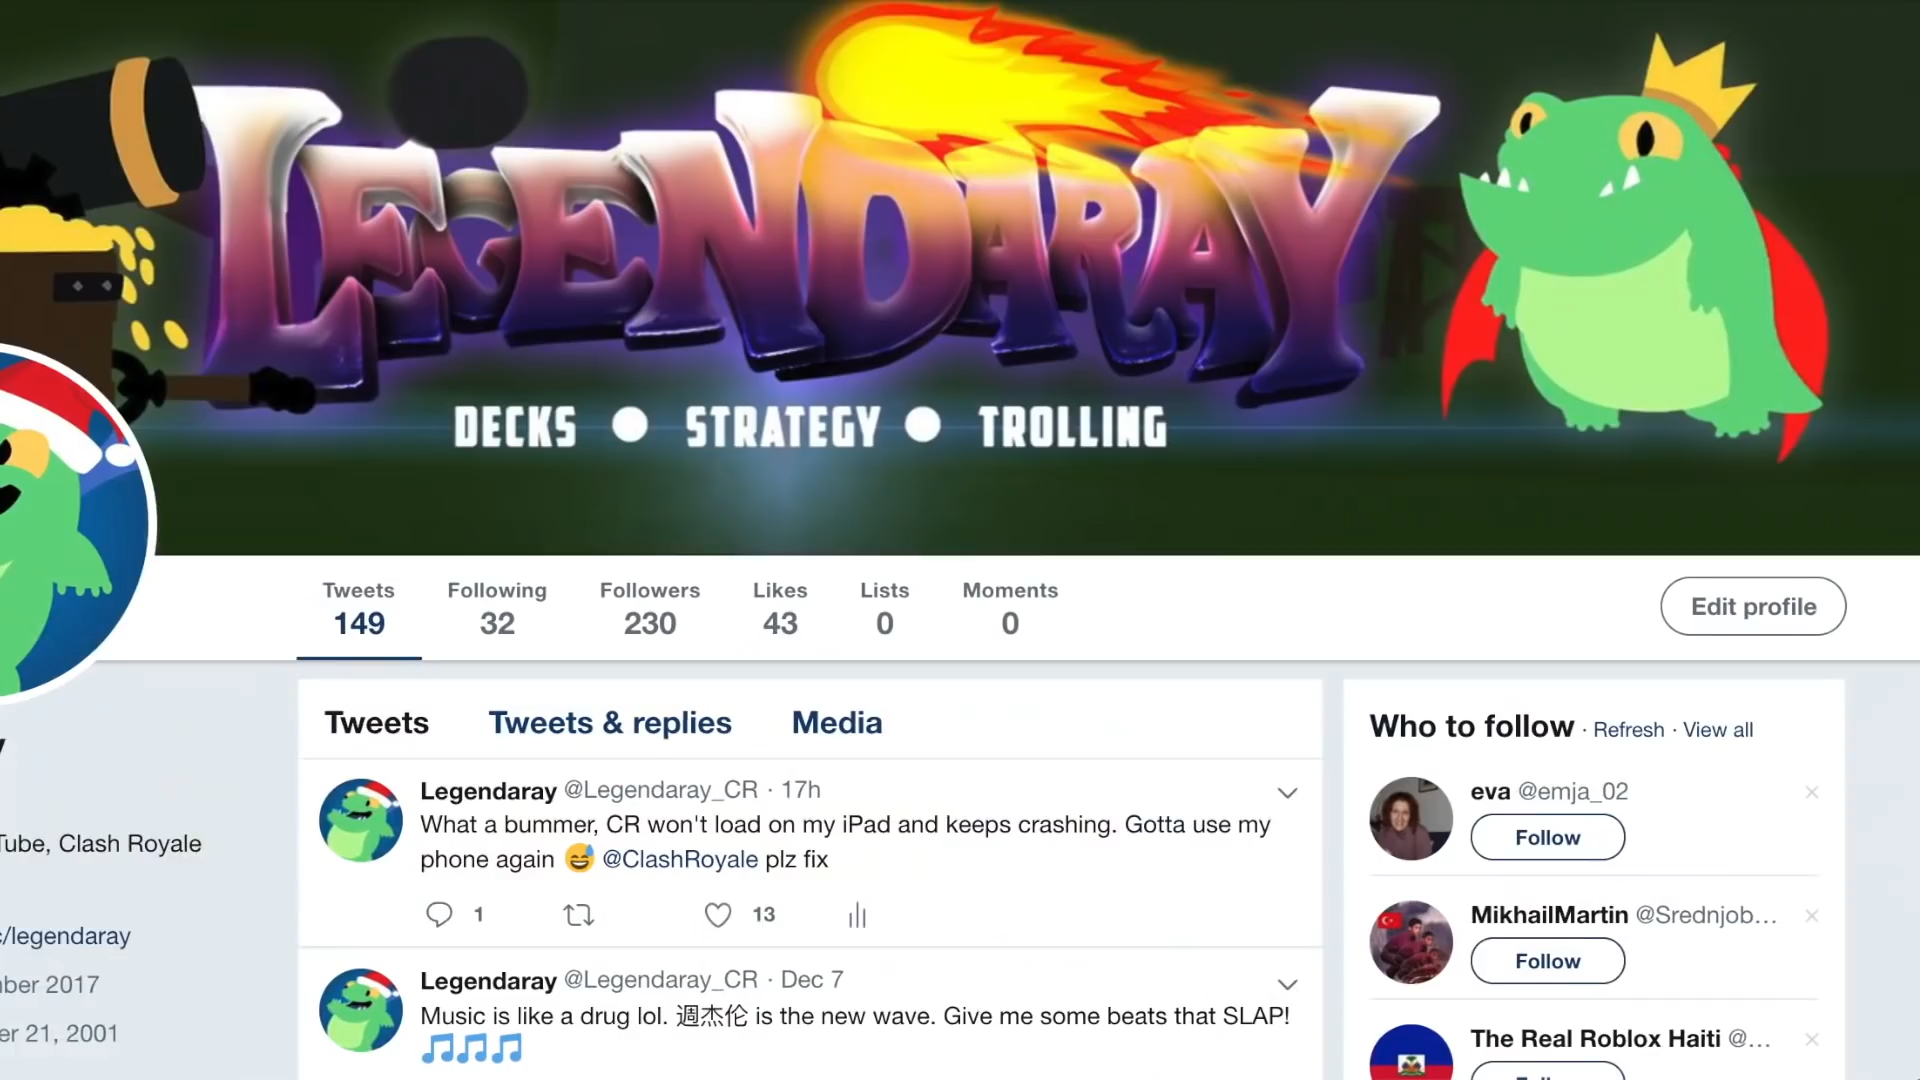 LEGENDARAY
DECKS ● STRATEGY ● TROLLING
Tweets
149
Following
32
Followers
230
Likes
43
Lists
0
Moments
0
Edit profile
Tweets
Tweets & replies
Media
Legendaray @Legendaray_CR · 17h
What a bummer, CR won't load on my iPad and keeps crashing. Gotta use my
phone again 😅 @ClashRoyale plz fix
1
13
Legendaray @Legendaray_CR · Dec 7
Music is like a drug lol. 週杰伦 is the new wave. Give me some beats that SLAP!
🎵🎵🎵
Tube, Clash Royale
c/legendaray
ber 2017
er 21, 2001
Who to follow · Refresh · View all
eva @emja_02
Follow
MikhailMartin @Srednjob...
Follow
The Real Roblox Haiti @...